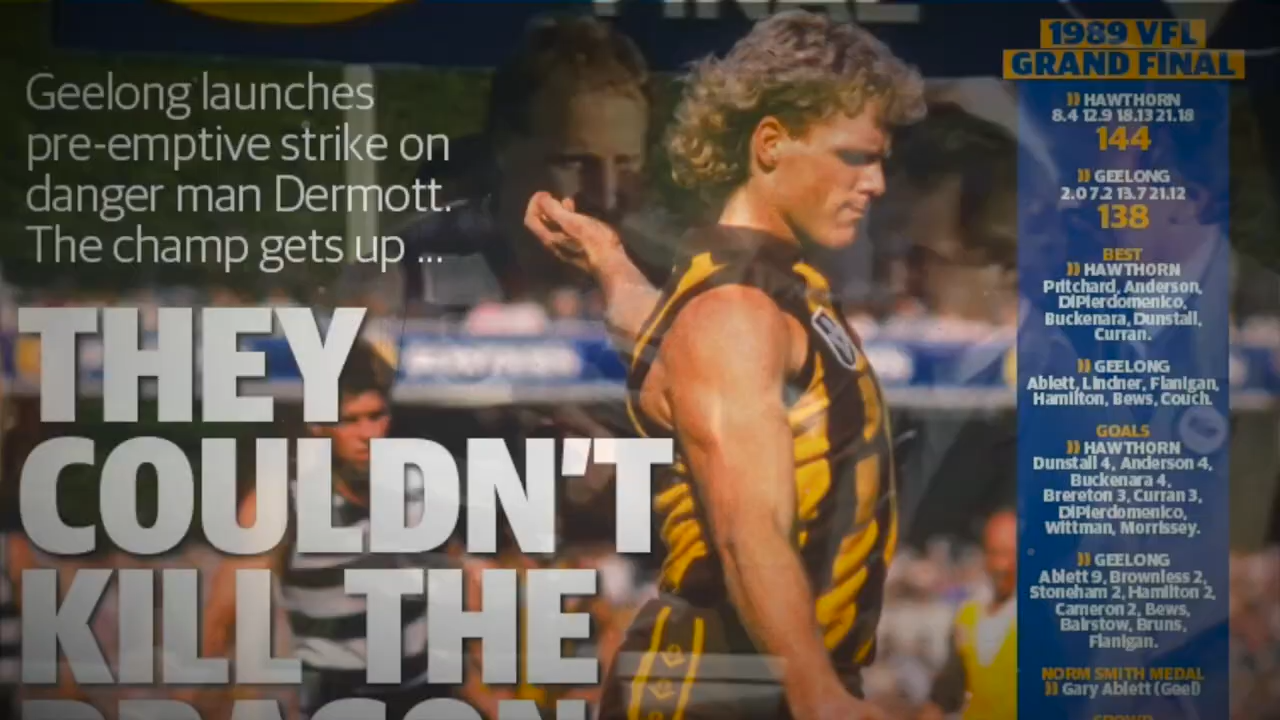 FINAL
Geelong launches
pre-emptive strike on
danger man Dermott.
The champ gets up ...
THEY
COULDN'T
KILL THE
DRAGON
1989 VFL
GRAND FINAL
HAWTHORN
8.4 12.9 18.13 21.18
144
GEELONG
2.0 7.2 13.7 21.12
138
BEST
HAWTHORN
Pritchard, Anderson,
DiPierdomenico,
Buckenara, Dunstall,
Curran.
GEELONG
Ablett, Lindner, Flanigan,
Hamilton, Bews, Couch.
GOALS
HAWTHORN
Dunstall 4, Anderson 4,
Buckenara 4,
Brereton 3, Curran 3,
DiPierdomenico,
Wittman, Morrissey.
GEELONG
Ablett 9, Brownless 2,
Stoneham 2, Hamilton 2,
Cameron 2, Bews,
Bairstow, Bruns,
Flanigan.
NORM SMITH MEDAL
Gary Ablett (Geel)
CROWD